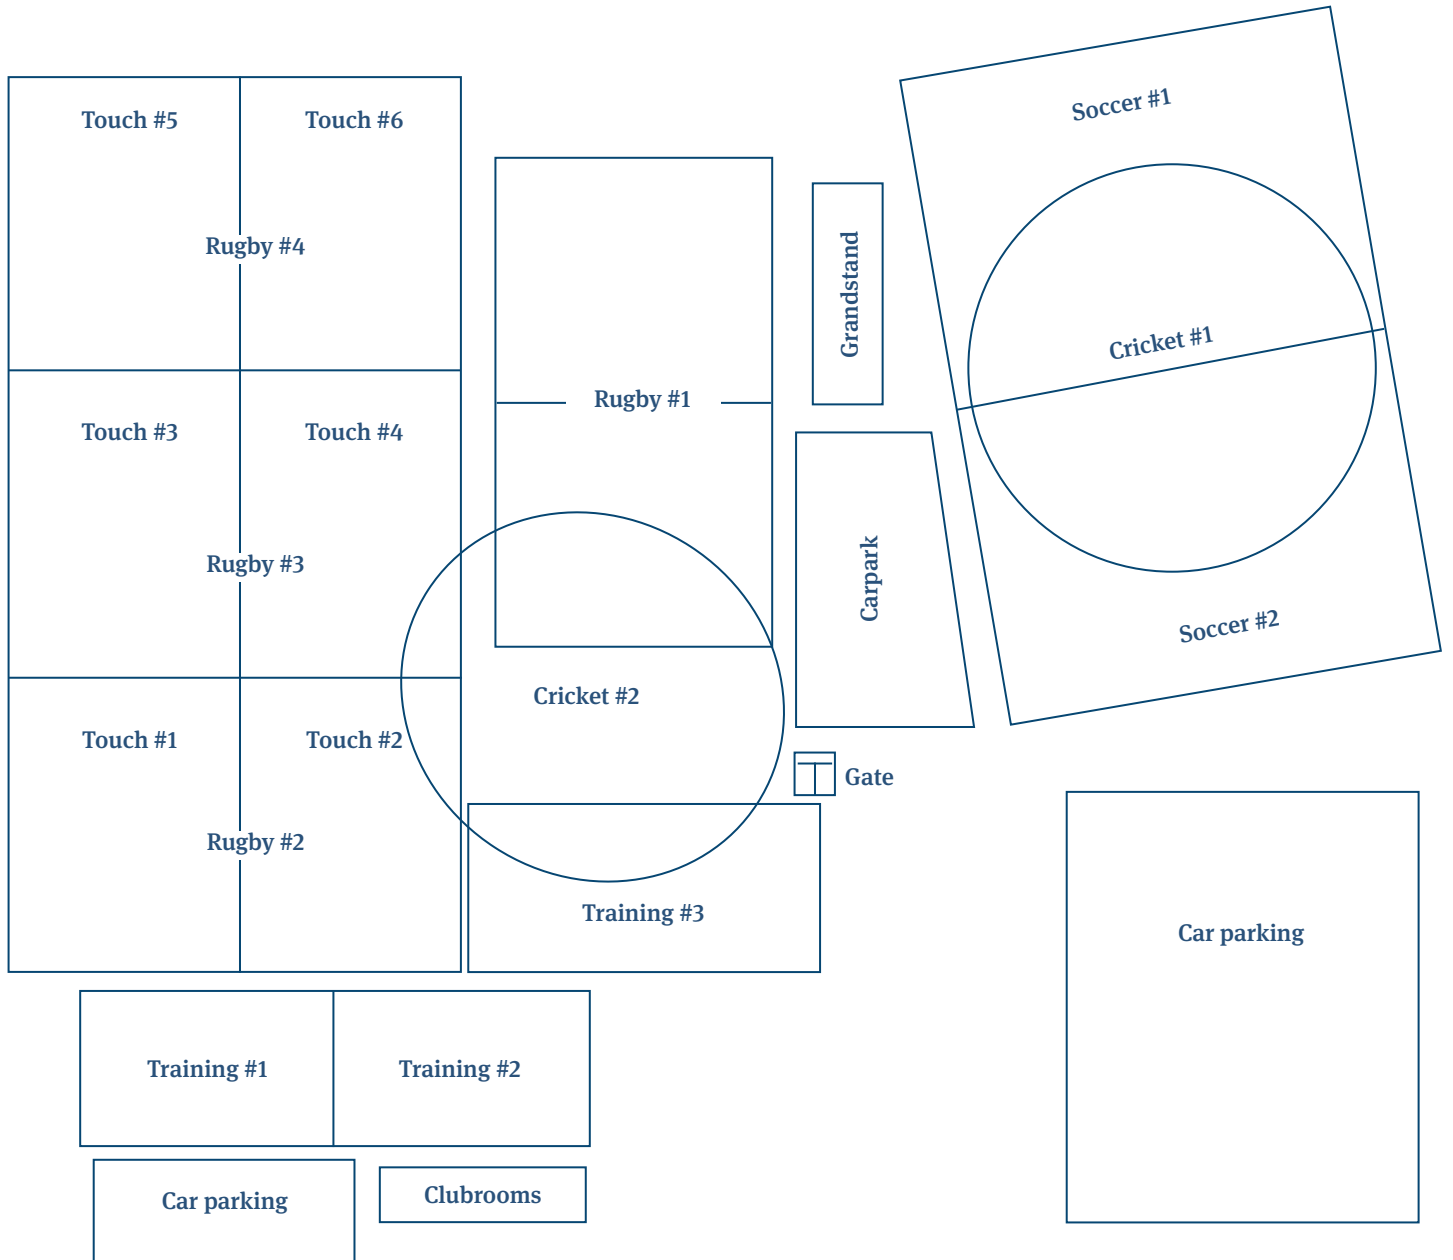 Soccer #1
Touch #5
Touch #6
Rugby #4
Grandstand
Cricket #1
Rugby #1
Touch #3
Touch #4
Rugby #3
Carpark
Soccer #2
Cricket #2
Touch #1
Touch #2
Gate
Rugby #2
Training #3
Car parking
Training #1
Training #2
Car parking
Clubrooms